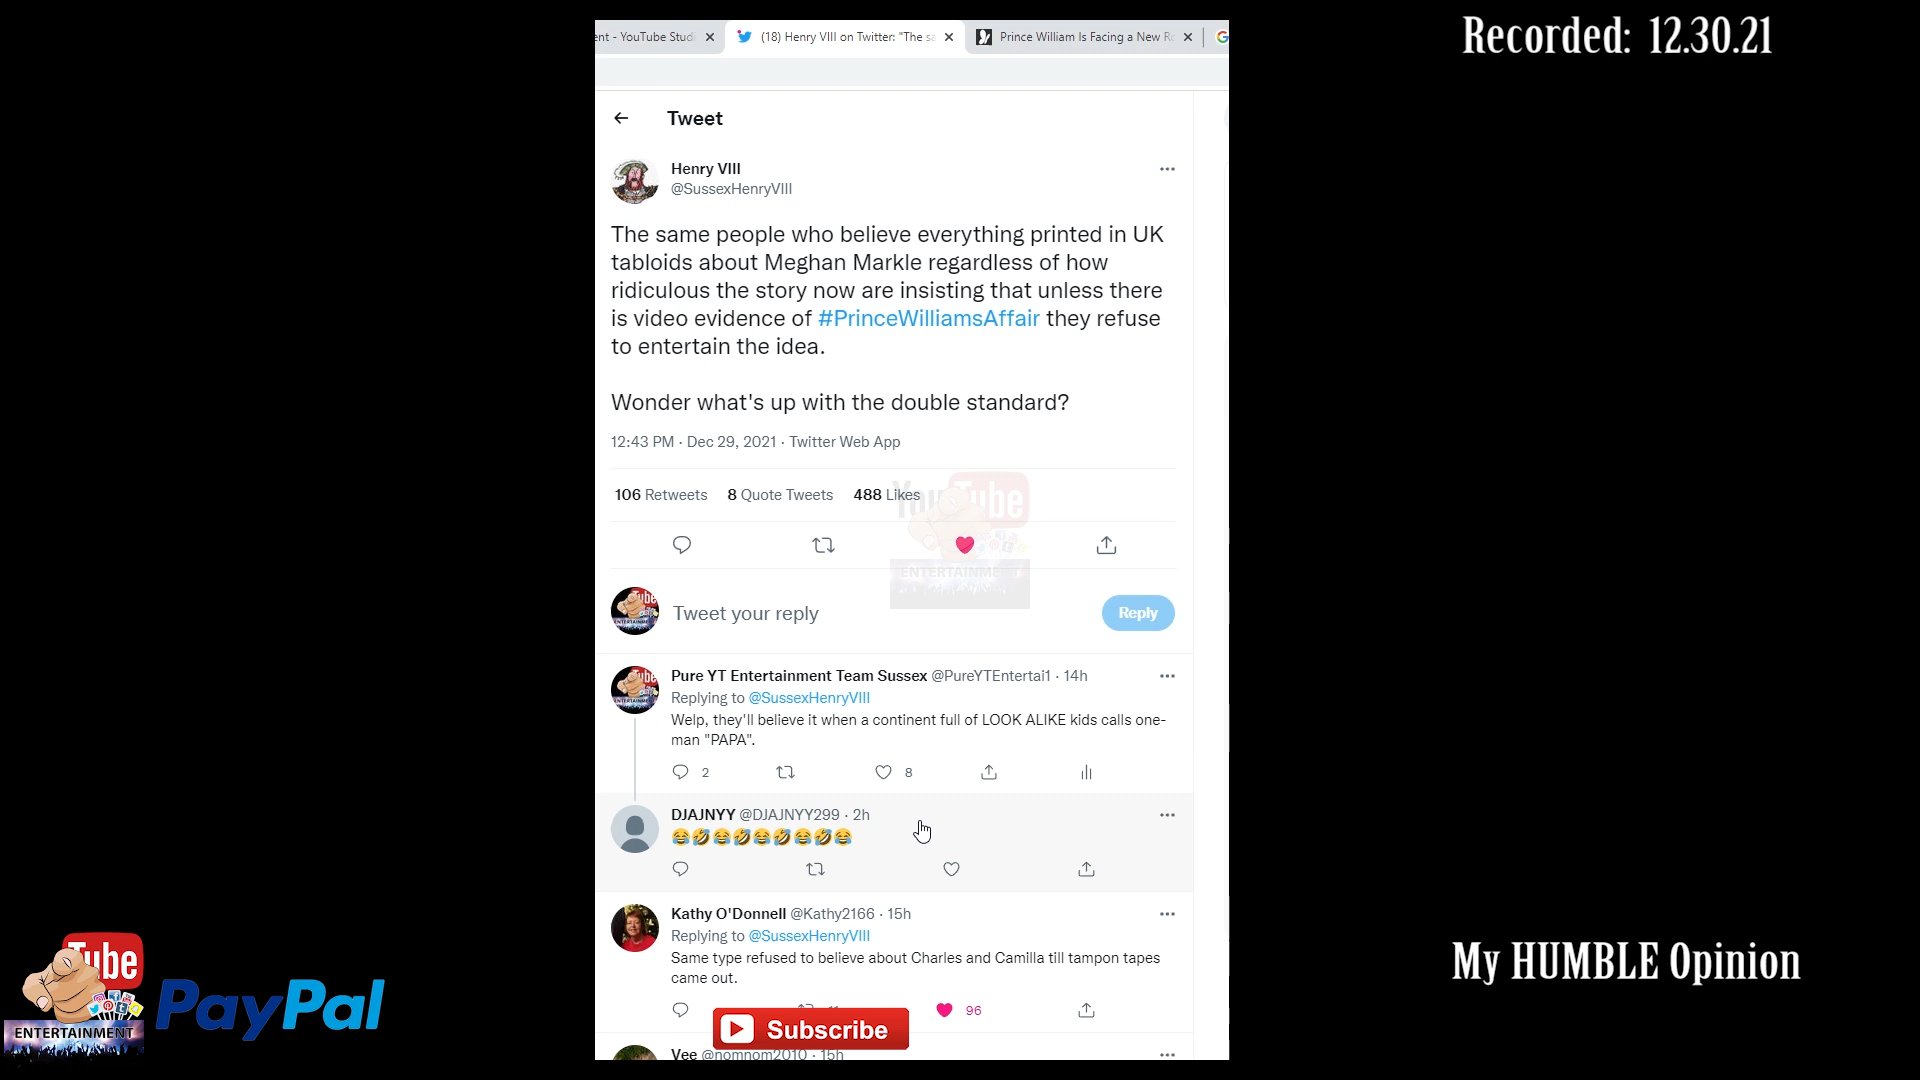 Recorded: 12.30.21
ent - YouTube Studi
(18) Henry VIII on Twitter: "The sa
Prince William Is Facing a New Ro
Tweet
Henry VIII
@SussexHenryVIII
The same people who believe everything printed in UK
tabloids about Meghan Markle regardless of how
ridiculous the story now are insisting that unless there
is video evidence of #PrinceWilliamsAffair they refuse
to entertain the idea.
Wonder what's up with the double standard?
12:43 PM · Dec 29, 2021 · Twitter Web App
106 Retweets 8 Quote Tweets 488 Likes
YouTube
ENTERTAINMENT
Tweet your reply
Reply
Pure YT Entertainment Team Sussex @PureYTEntertai1 · 14h
Replying to @SussexHenryVIII
Welp, they'll believe it when a continent full of LOOK ALIKE kids calls one-
man "PAPA".
2 8
DJAJNYY @DJAJNYY299 · 2h
😂🤣😂🤣😂🤣😂🤣😂
Kathy O'Donnell @Kathy2166 · 15h
Replying to @SussexHenryVIII
Same type refused to believe about Charles and Camilla till tampon tapes
came out.
96
Subscribe
Vee @nomnom2010 · 15h
Tube
ENTERTAINMENT
PayPal
My HUMBLE Opinion